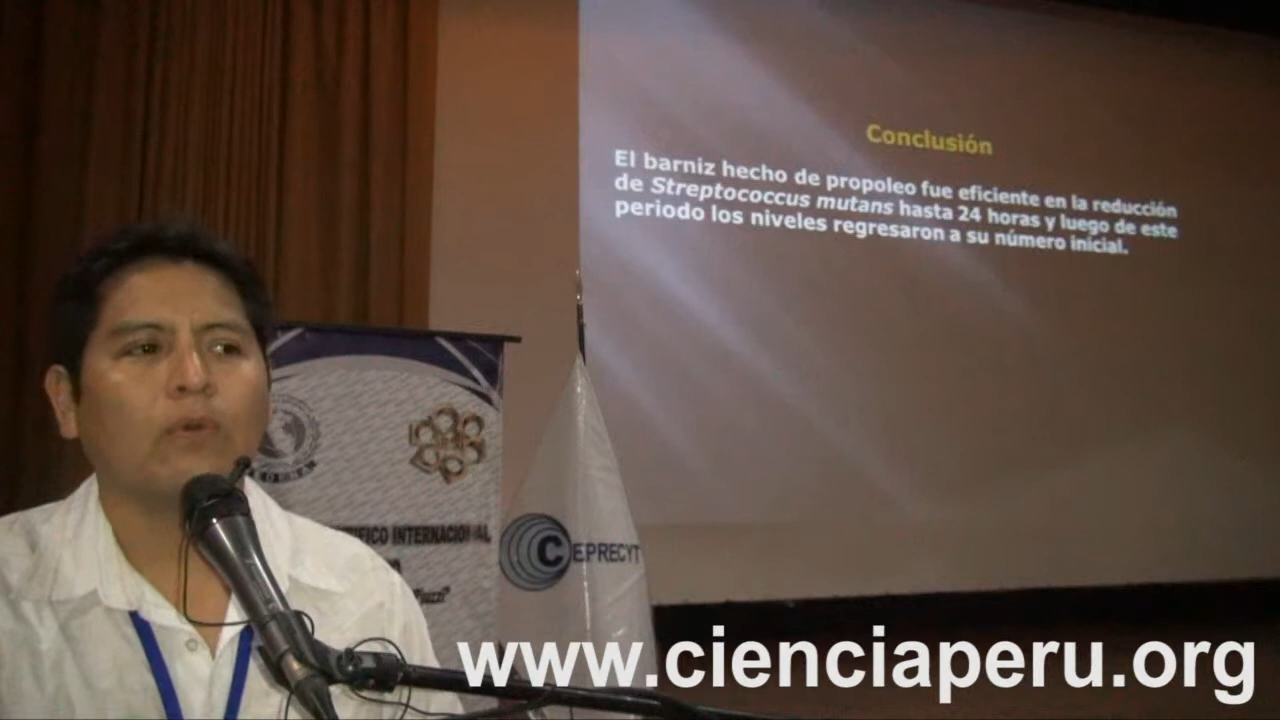 Conclusión
El barniz hecho de propoleo fue eficiente en la reducción
de Streptococcus mutans hasta 24 horas y luego de este
periodo los niveles regresaron a su número inicial.
INTERNACIONAL
CEPRECYT
www.cienciaperu.org